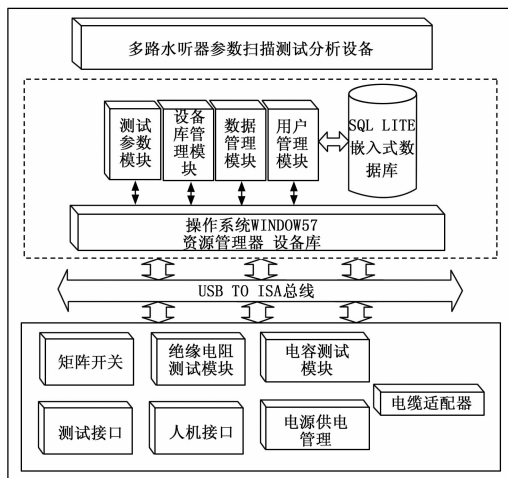 多路水听器参数扫描测试分析设备
测试
参数
模块
设备
库管
理模
块
数据
管理
模块
用户
管理
模块
SQL LITE
嵌入式数
据库
操作系统WINDOW57
资源管理器 设备库
USB TO ISA总线
矩阵开关
绝缘电阻
测试模块
电容测试
模块
电缆适配器
测试接口
人机接口
电源供电
管理